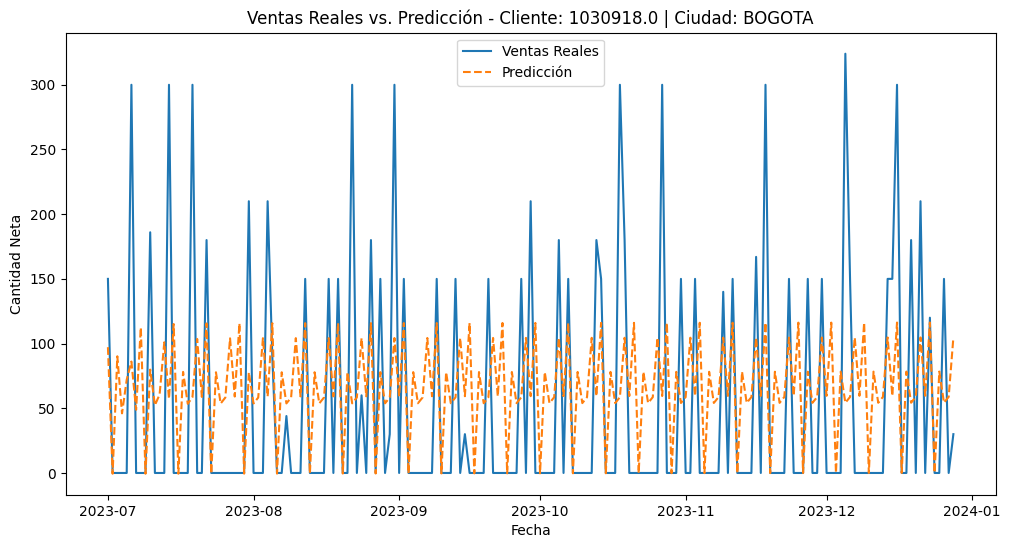 Ventas Reales vs. Predicción - Cliente: 1030918.0 | Ciudad: BOGOTA
Ventas Reales
Predicción
Cantidad Neta
300
250
200
150
100
50
0
2023-07 2023-08 2023-09 2023-10 2023-11 2023-12 2024-01
Fecha